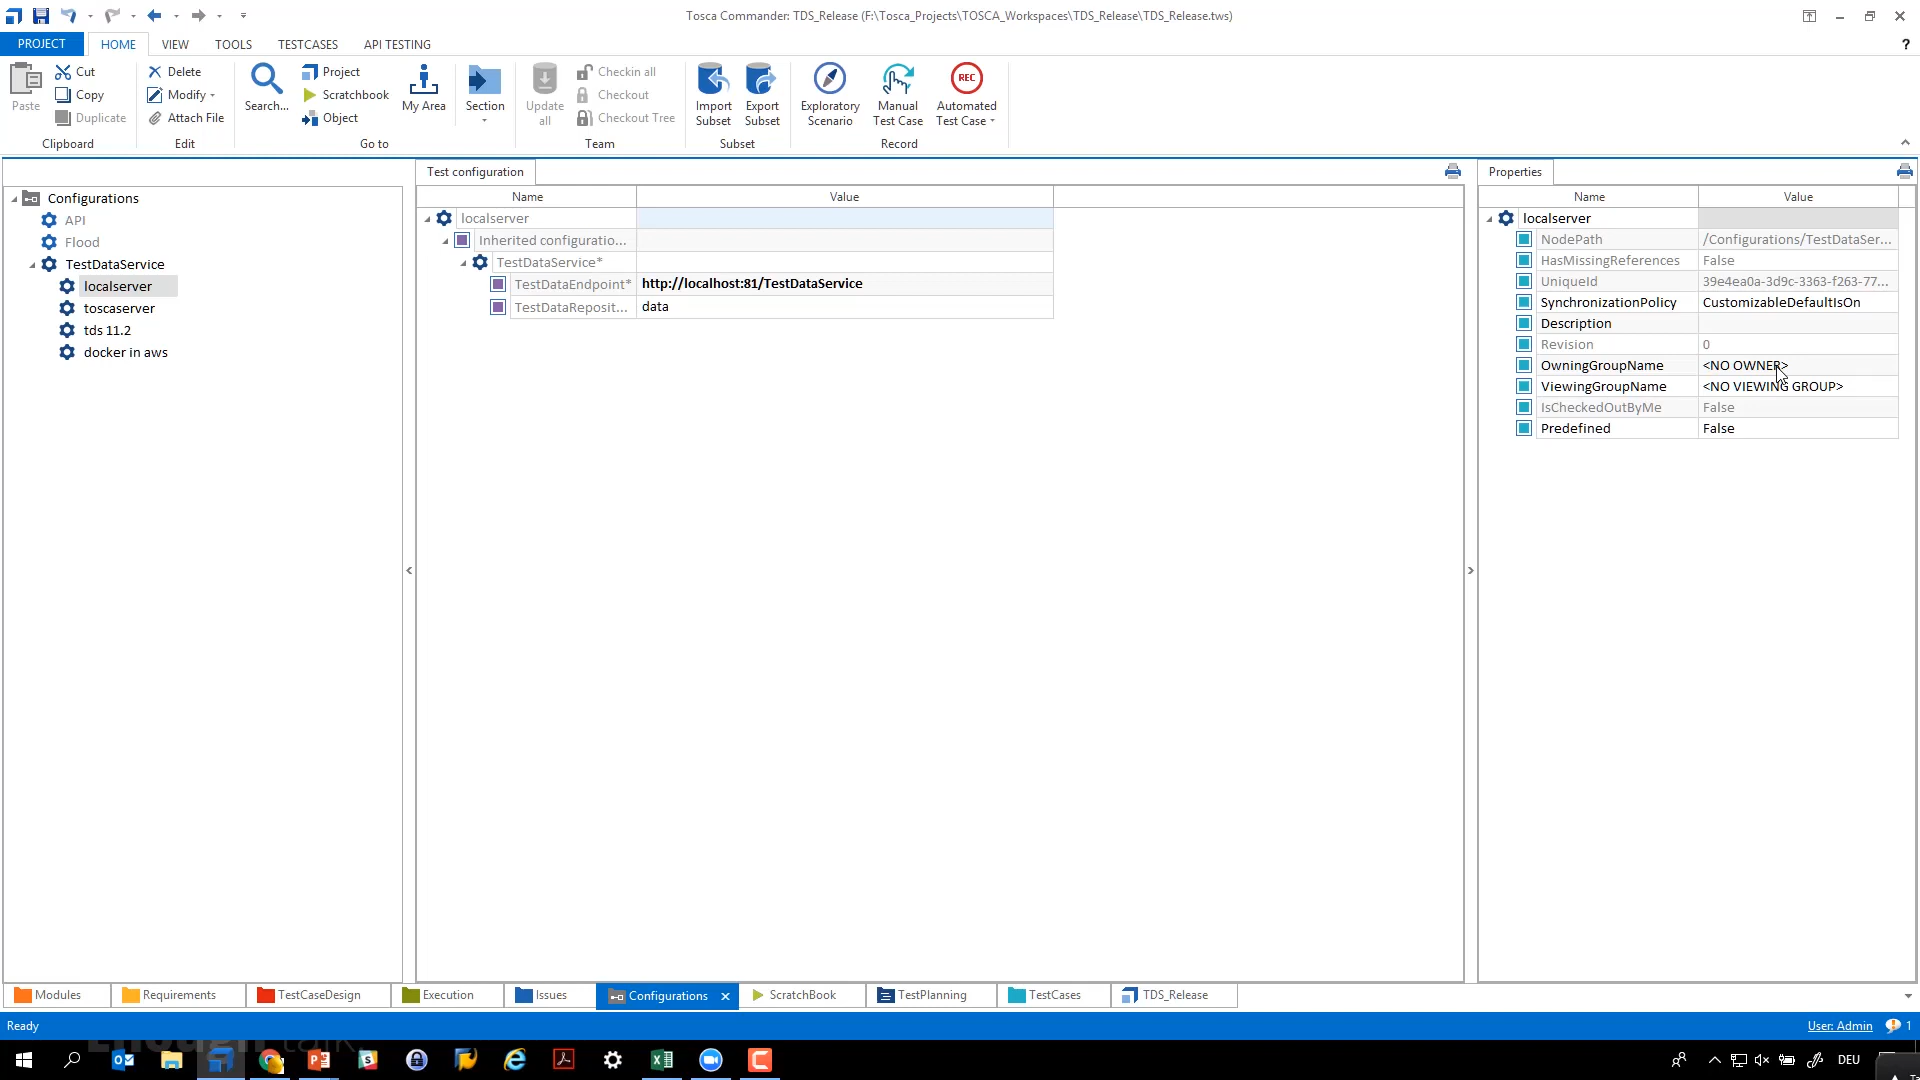 Tosca Commander: TDS_Release (F:\Tosca_Projects\TOSCA_Workspaces\TDS_Release\TDS_Release.tws)
PROJECT HOME VIEW TOOLS TESTCASES API TESTING ?
Paste
Cut
Copy
Duplicate
Clipboard
Delete
Modify
Attach File
Edit
Search...
Project
Scratchbook
Object
My Area
Section
Go to
Update
all
Checkin all
Checkout
Checkout Tree
Team
Import
Subset
Export
Subset
Subset
Exploratory
Scenario
Manual
Test Case
REC
Automated
Test Case
Record
Configurations
API
Flood
TestDataService
localserver
toscaserver
tds 11.2
docker in aws
Test configuration
Name Value
localserver
Inherited configuratio...
TestDataService*
TestDataEndpoint* http://localhost:81/TestDataService
TestDataReposit... data
Properties
Name Value
localserver
NodePath /Configurations/TestDataSer...
HasMissingReferences False
UniqueId 39e4ea0a-3d9c-3363-f263-77...
SynchronizationPolicy CustomizableDefaultIsOn
Description
Revision 0
OwningGroupName <NO OWNER>
ViewingGroupName <NO VIEWING GROUP>
IsCheckedOutByMe False
Predefined False
Modules Requirements TestCaseDesign Execution Issues Configurations ScratchBook TestPlanning TestCases TDS_Release
Ready
User: Admin 1
DEU